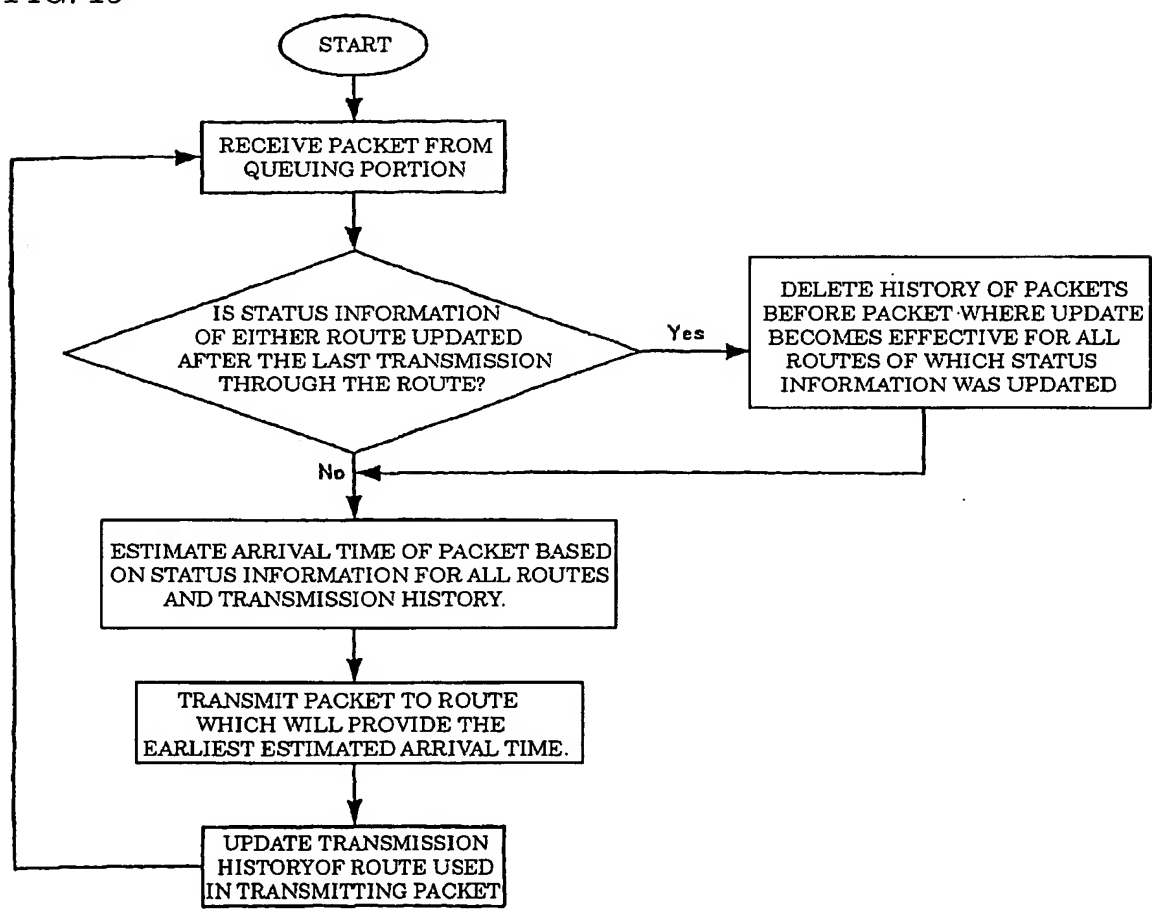 START
RECEIVE PACKET FROM
QUEUING PORTION
IS STATUS INFORMATION
OF EITHER ROUTE UPDATED
AFTER THE LAST TRANSMISSION
THROUGH THE ROUTE?
Yes
DELETE HISTORY OF PACKETS
BEFORE PACKET WHERE UPDATE
BECOMES EFFECTIVE FOR ALL
ROUTES OF WHICH STATUS
INFORMATION WAS UPDATED
No
ESTIMATE ARRIVAL TIME OF PACKET BASED
ON STATUS INFORMATION FOR ALL ROUTES
AND TRANSMISSION HISTORY.
TRANSMIT PACKET TO ROUTE
WHICH WILL PROVIDE THE
EARLIEST ESTIMATED ARRIVAL TIME.
UPDATE TRANSMISSION
HISTORYOF ROUTE USED
IN TRANSMITTING PACKET